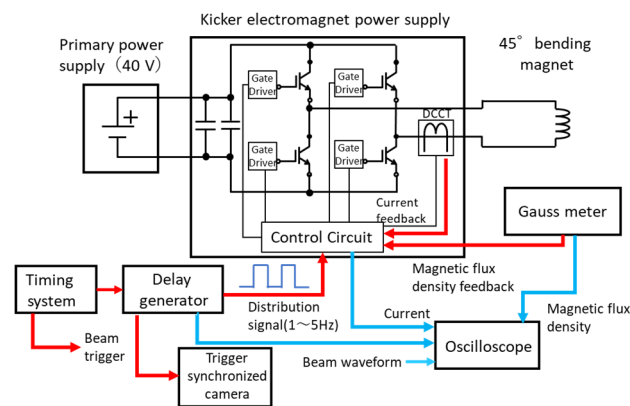 Kicker electromagnet power supply
Primary power
supply（40 V）
45° bending
magnet
Gate
Driver
Gate
Driver
DCCT
Gate
Driver
Gate
Driver
Current
feedback
Control Circuit
Gauss meter
Timing
system
Delay
generator
Magnetic flux
density feedback
Distribution
signal(1～5Hz)
Current
Magnetic flux
density
Beam
trigger
Trigger
synchronized
camera
Beam waveform
Oscilloscope